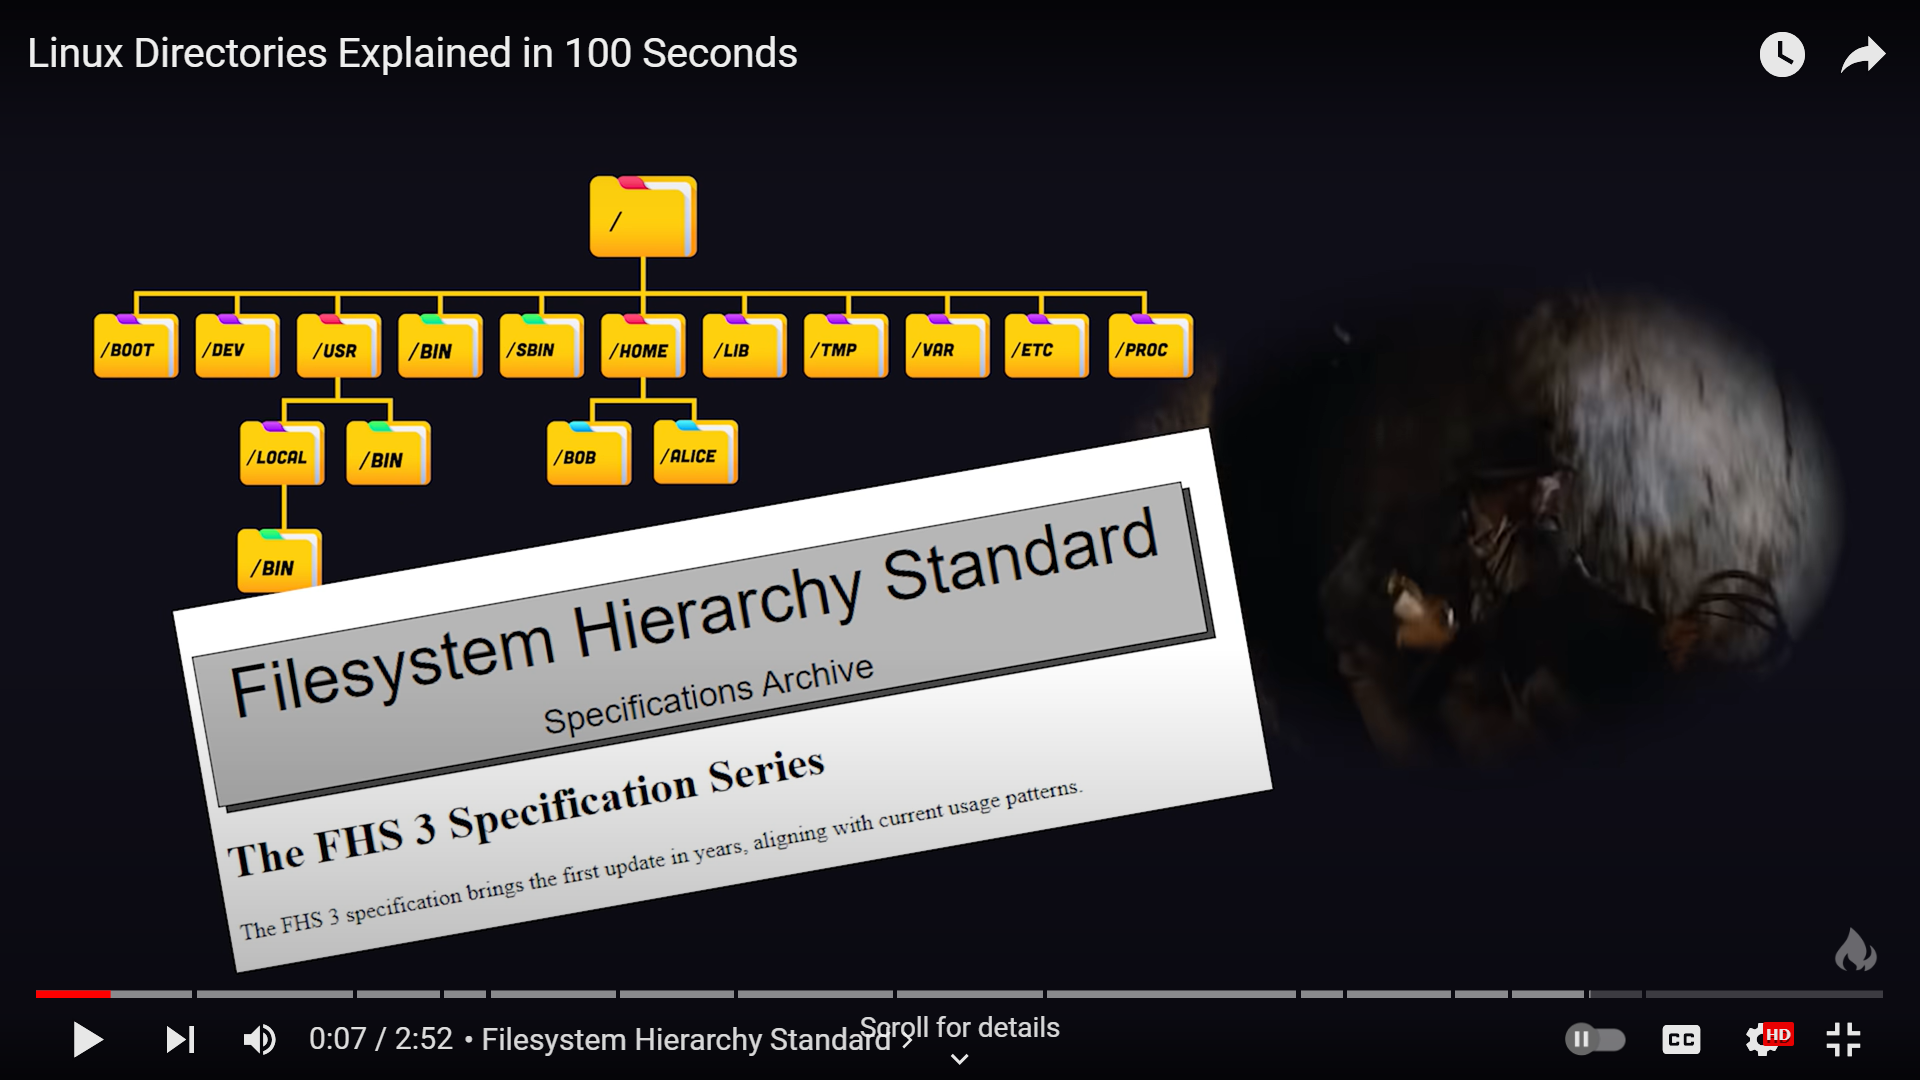 Linux Directories Explained in 100 Seconds
/
/BOOT
/DEV
/USR
/BIN
/SBIN
/HOME
/LIB
/TMP
/VAR
/ETC
/PROC
/LOCAL
/BIN
/BOB
/ALICE
/BIN
Filesystem Hierarchy Standard
Specifications Archive
The FHS 3 Specification Series
The FHS 3 specification brings the first update in years, aligning with current usage patterns.
0:07 / 2:52 • Filesystem Hierarchy Standard
Scroll for details
CC
HD